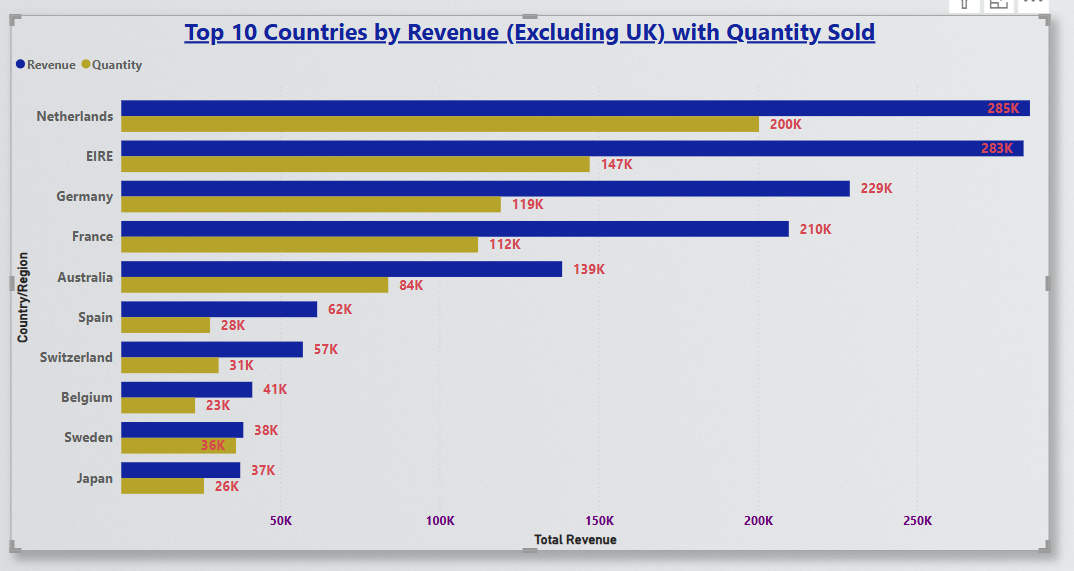 Top 10 Countries by Revenue (Excluding UK) with Quantity Sold
Revenue Quantity
Netherlands 285K
200K
EIRE 283K
147K
Germany 229K
119K
France 210K
112K
Australia 139K
84K
Spain 62K
28K
Switzerland 57K
31K
Belgium 41K
23K
Sweden 38K
36K
Japan 37K
26K
Country/Region
50K 100K 150K 200K 250K
Total Revenue